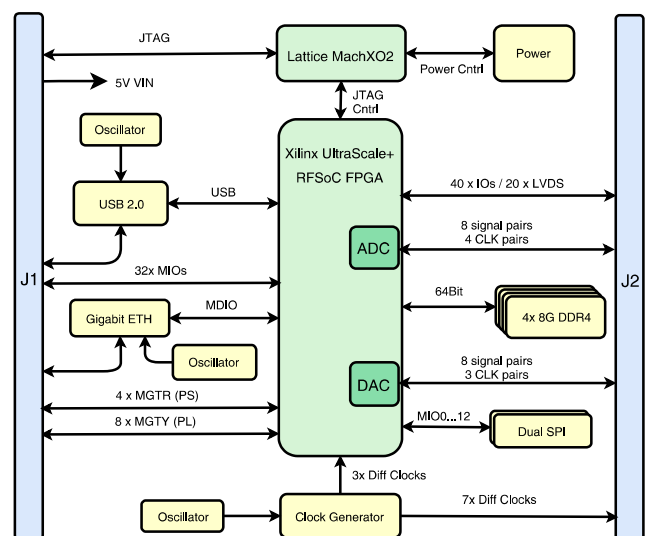 JTAG
Lattice MachXO2
Power
Power Cntrl
5V VIN
JTAG
Cntrl
Oscillator
Xilinx UltraScale+
RFSoC FPGA
USB
40 x IOs / 20 x LVDS
USB 2.0
8 signal pairs
4 CLK pairs
ADC
J1
32x MIOs
J2
64Bit
MDIO
Gigabit ETH
4x 8G DDR4
Oscillator
8 signal pairs
3 CLK pairs
DAC
4 x MGTR (PS)
MIO0...12
8 x MGTY (PL)
Dual SPI
3x Diff Clocks
7x Diff Clocks
Oscillator
Clock Generator